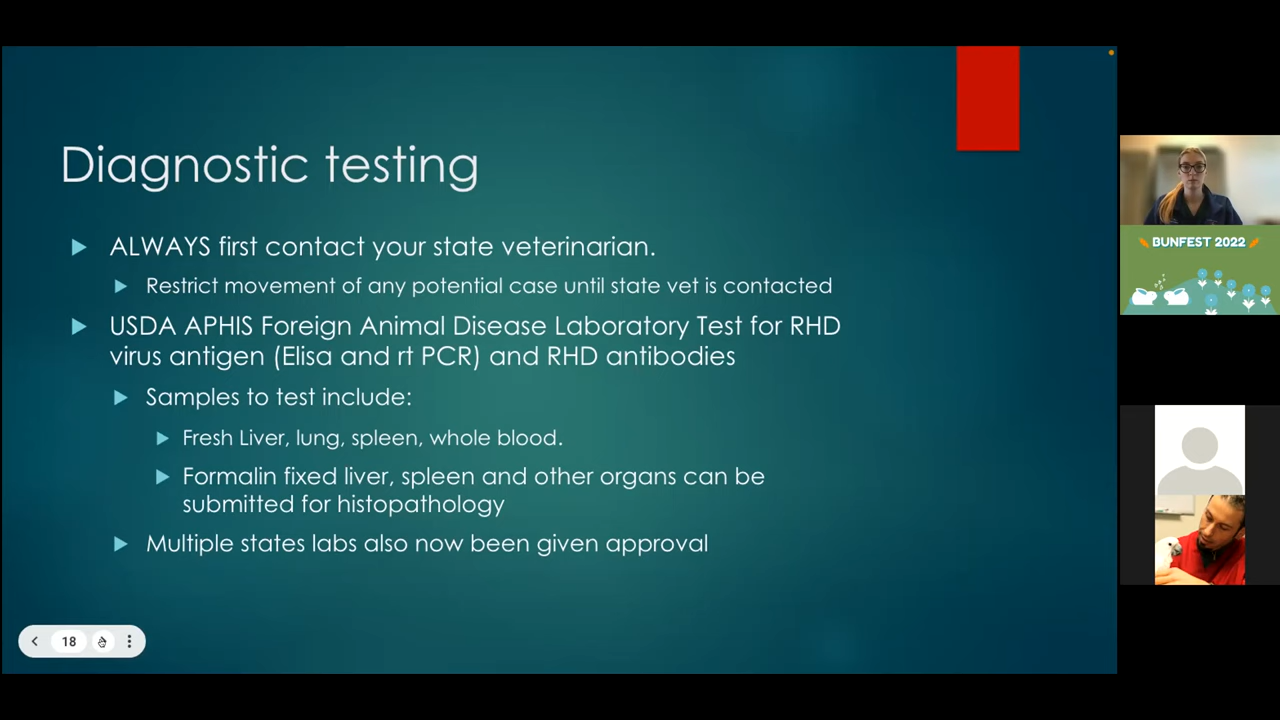 Diagnostic testing
ALWAYS first contact your state veterinarian.
Restrict movement of any potential case until state vet is contacted
USDA APHIS Foreign Animal Disease Laboratory Test for RHD
virus antigen (Elisa and rt PCR) and RHD antibodies
Samples to test include:
Fresh Liver, lung, spleen, whole blood.
Formalin fixed liver, spleen and other organs can be
submitted for histopathology
Multiple states labs also now been given approval
18
BUNFEST 2022